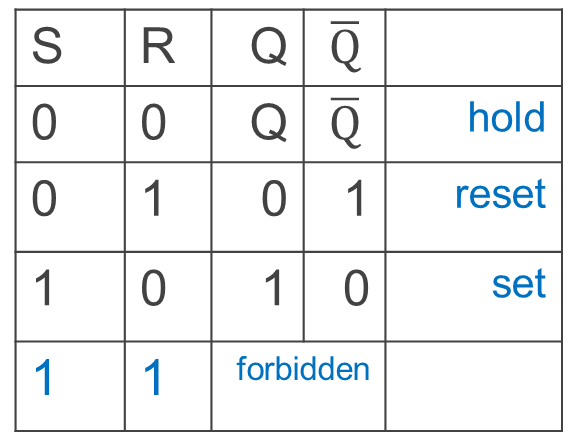 S R Q Q̅
0 0 Q Q̅ hold
0 1 0 1 reset
1 0 1 0 set
1 1 forbidden